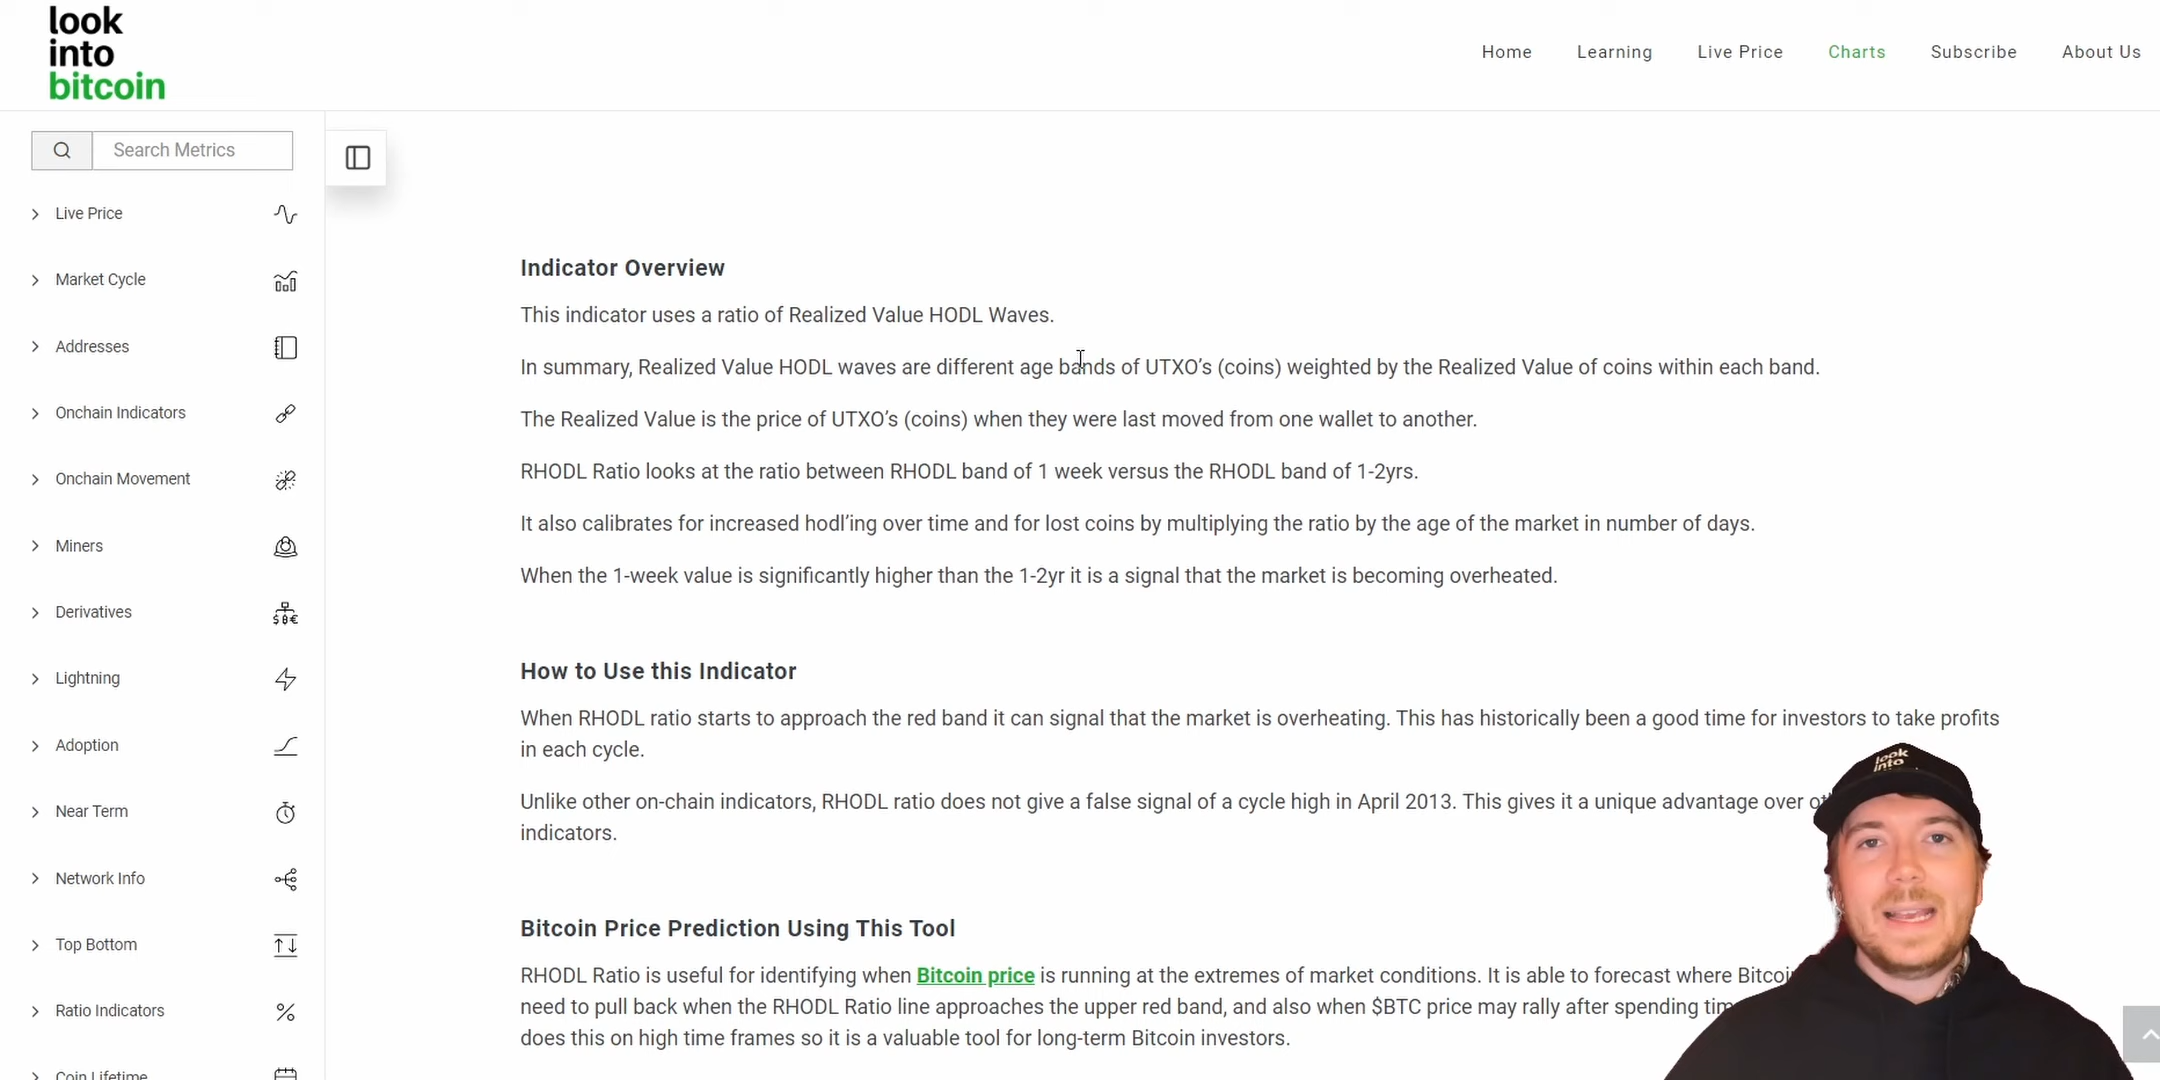 look
into
bitcoin
Home
Learning
Live Price
Charts
Subscribe
About Us
Search Metrics
Live Price
Market Cycle
Addresses
Onchain Indicators
Onchain Movement
Miners
Derivatives
Lightning
Adoption
Near Term
Network Info
Top Bottom
Ratio Indicators
Coin Lifetime
Indicator Overview
This indicator uses a ratio of Realized Value HODL Waves.
In summary, Realized Value HODL waves are different age bands of UTXO’s (coins) weighted by the Realized Value of coins within each band.
The Realized Value is the price of UTXO’s (coins) when they were last moved from one wallet to another.
RHODL Ratio looks at the ratio between RHODL band of 1 week versus the RHODL band of 1-2yrs.
It also calibrates for increased hodl’ing over time and for lost coins by multiplying the ratio by the age of the market in number of days.
When the 1-week value is significantly higher than the 1-2yr it is a signal that the market is becoming overheated.
How to Use this Indicator
When RHODL ratio starts to approach the red band it can signal that the market is overheating. This has historically been a good time for investors to take profits
in each cycle.
Unlike other on-chain indicators, RHODL ratio does not give a false signal of a cycle high in April 2013. This gives it a unique advantage over
indicators.
Bitcoin Price Prediction Using This Tool
RHODL Ratio is useful for identifying when Bitcoin price is running at the extremes of market conditions. It is able to forecast where
need to pull back when the RHODL Ratio line approaches the upper red band, and also when $BTC price may rally after spending
does this on high time frames so it is a valuable tool for long-term Bitcoin investors.
look
into